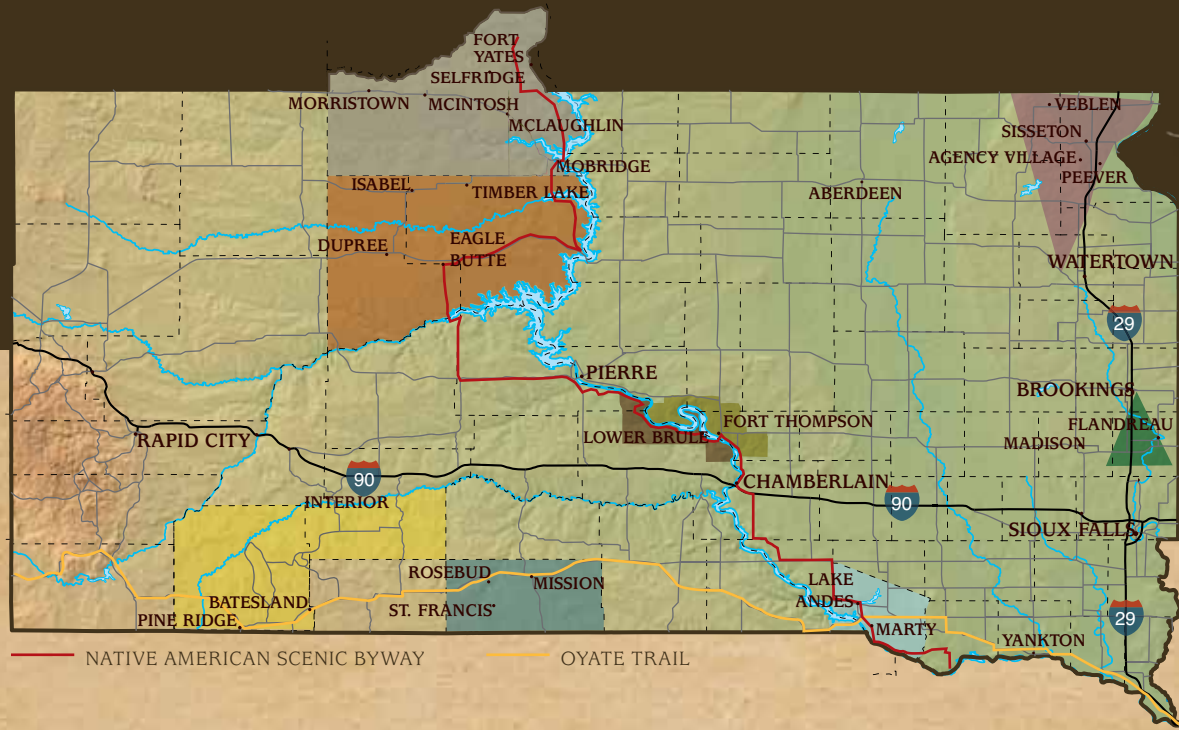 FORT
YATES
SELFRIDGE
MORRISTOWN
MCINTOSH
VEBLEN
MCLAUGHLIN
SISSETON
AGENCY VILLAGE
MOBRIDGE
PEEVER
ISABEL
TIMBER LAKE
ABERDEEN
DUPREE
EAGLE
BUTTE
WATERTOWN
29
PIERRE
BROOKINGS
FORT THOMPSON
FLANDREAU
LOWER BRULE
RAPID CITY
MADISON
90
CHAMBERLAIN
INTERIOR
90
SIOUX FALLS
ROSEBUD
MISSION
LAKE
ANDES
BATESLAND
ST. FRANCIS
PINE RIDGE
29
MARTY
YANKTON
NATIVE AMERICAN SCENIC BYWAY
OYATE TRAIL